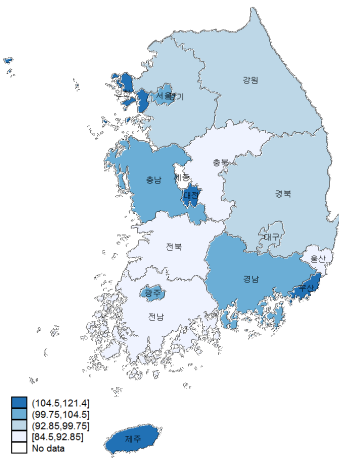 강원
서울
경기
충북
세종
충남
대전
경북
대구
전북
울산
경남
부산
광주
전남
제주
(104.5,121.4]
(99.75,104.5]
(92.85,99.75]
[84.5,92.85]
No data